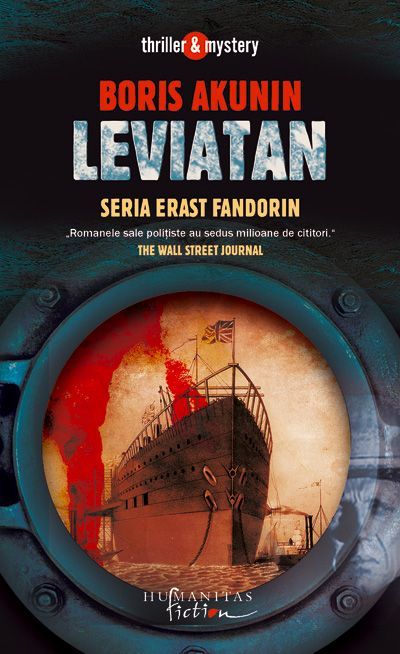 thriller & mystery
BORIS AKUNIN
LEVIATAN
SERIA ERAST FANDORIN
„Romanele sale polițiste au sedus milioane de cititori.“
THE WALL STREET JOURNAL
HUMANITAS
fiction